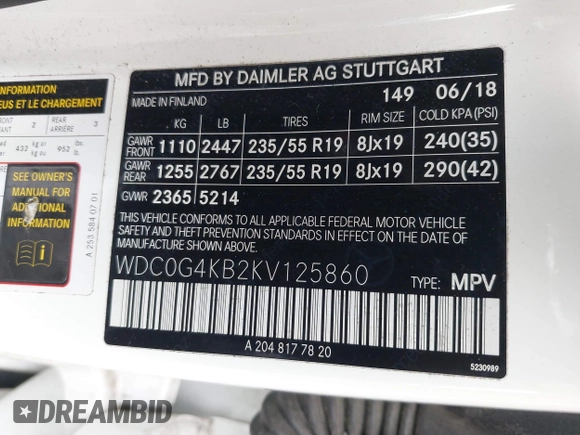 INFORMATION
EUS ET LE CHARGEMENT
FRONT 2 REAR 3
ARRIÈRE
432 kg 952 lbs.
SEE OWNER'S
MANUAL FOR
ADDITIONAL
INFORMATION
A 253 584 07 01
MFD BY DAIMLER AG STUTTGART
MADE IN FINLAND 149 06/18
KG LB TIRES RIM SIZE COLD KPA(PSI)
GAWR FRONT 1110 2447 235/55 R19 8Jx19 240(35)
GAWR REAR 1255 2767 235/55 R19 8Jx19 290(42)
GVWR 2365 5214
THIS VEHICLE CONFORMS TO ALL APPLICABLE FEDERAL MOTOR VEHICLE
SAFETY AND THEFT PREVENTION STANDARDS IN EFFECT ON THE DATE
OF MANUFACTURE SHOWN ABOVE.
WDC0G4KB2KV125860 TYPE: MPV
A 204 817 78 20
5230989
DREAMBID